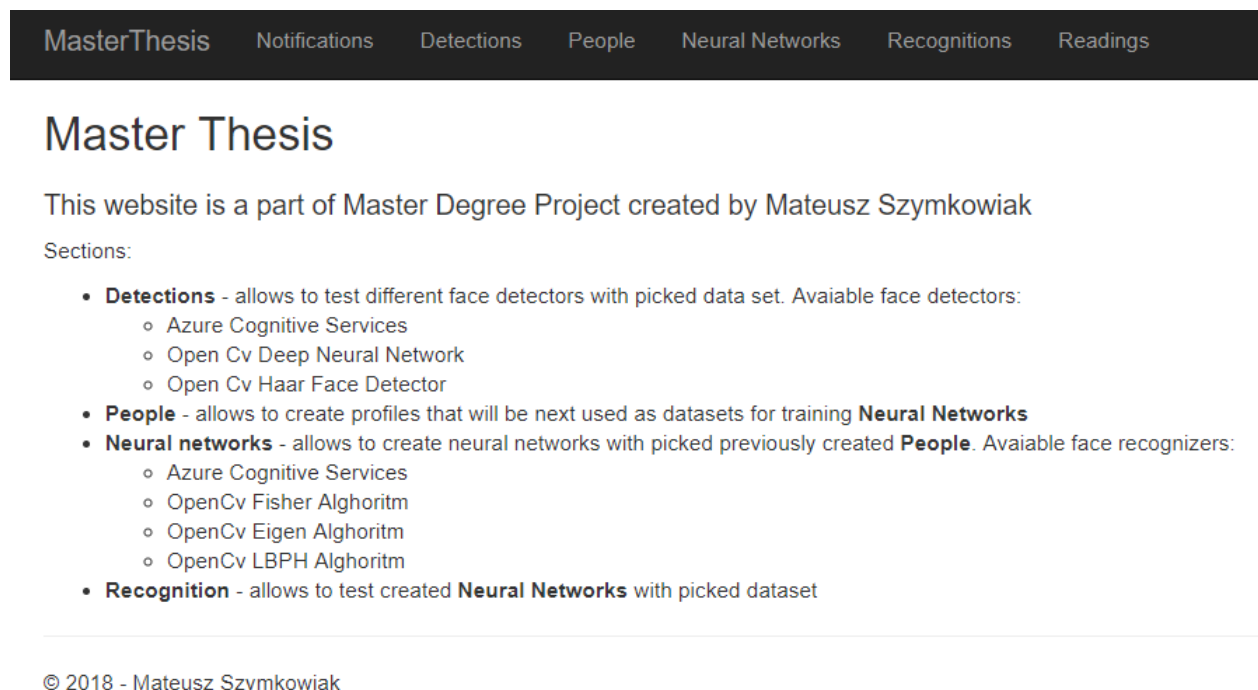 MasterThesis Notifications Detections People Neural Networks Recognitions Readings
Master Thesis
This website is a part of Master Degree Project created by Mateusz Szymkowiak
Sections:
Detections - allows to test different face detectors with picked data set. Avaiable face detectors:
Azure Cognitive Services
Open Cv Deep Neural Network
Open Cv Haar Face Detector
People - allows to create profiles that will be next used as datasets for training Neural Networks
Neural networks - allows to create neural networks with picked previously created People. Avaiable face recognizers:
Azure Cognitive Services
OpenCv Fisher Alghoritm
OpenCv Eigen Alghoritm
OpenCv LBPH Alghoritm
Recognition - allows to test created Neural Networks with picked dataset
© 2018 - Mateusz Szymkowiak